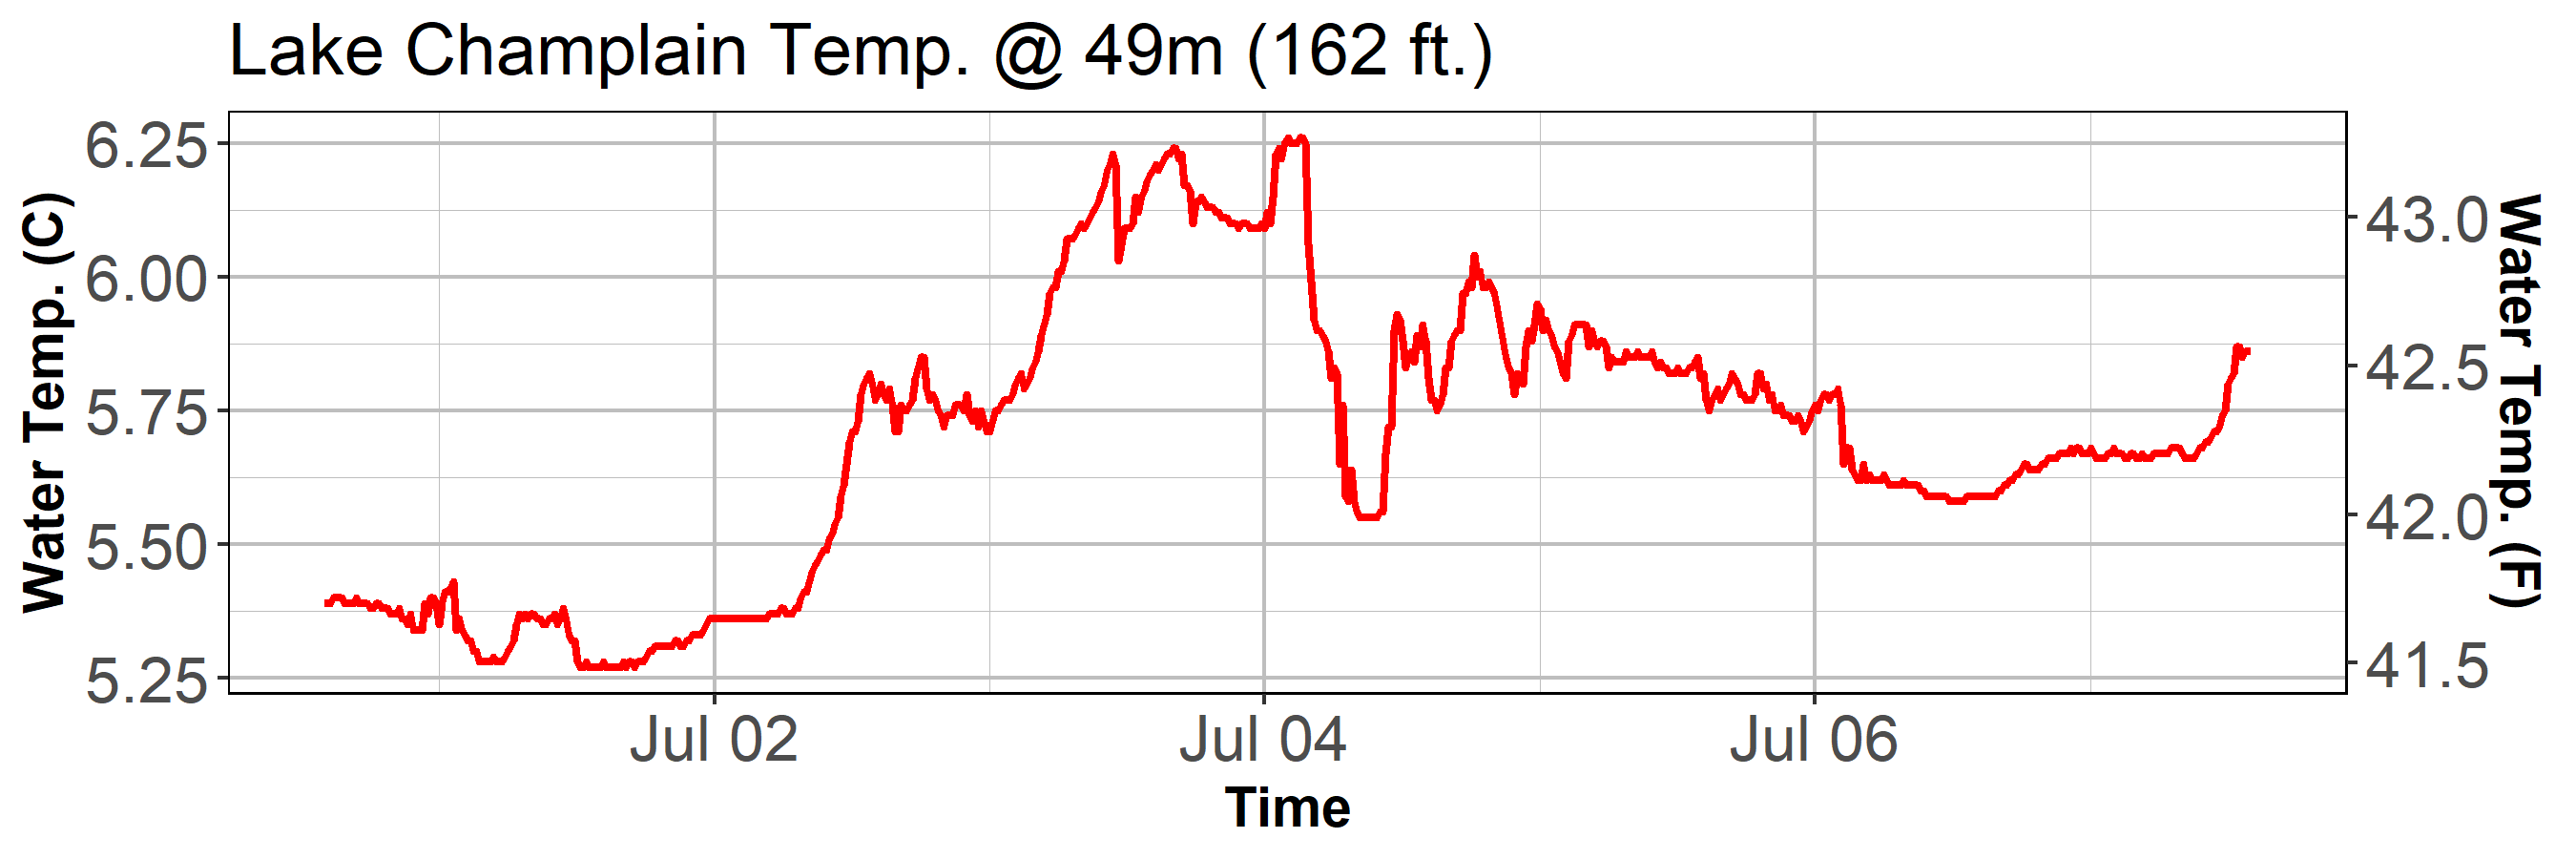 Lake Champlain Temp. @ 49m (162 ft.)
Water Temp. (C)
6.25
6.00
5.75
5.50
5.25
43.0
42.5
42.0
41.5
Water Temp. (F)
Jul 02
Jul 04
Jul 06
Time